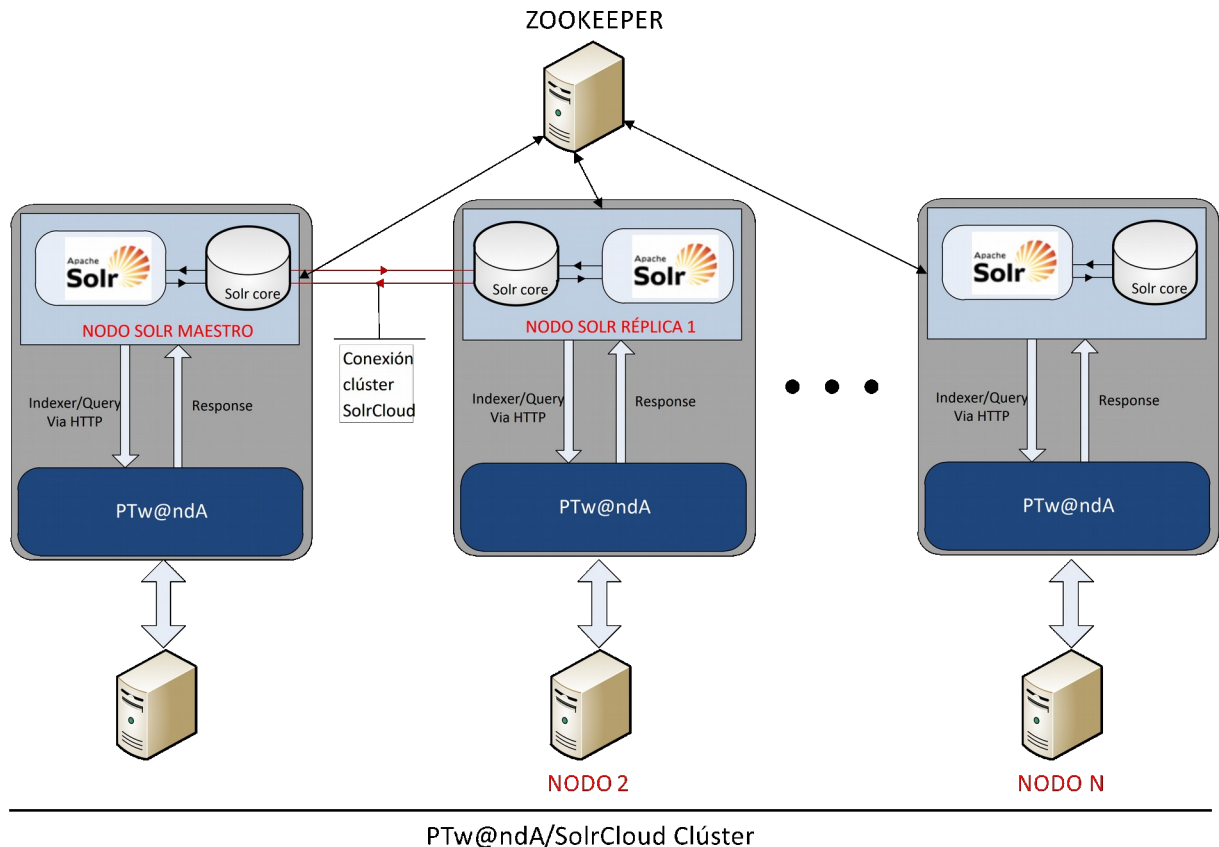 ZOOKEEPER
Apache
Solr
Solr core
NODO SOLR MAESTRO
Indexer/Query
Via HTTP
Response
PTw@ndA
Conexión
clúster
SolrCloud
Solr core
Apache
Solr
NODO SOLR RÉPLICA 1
Indexer/Query
Via HTTP
Response
PTw@ndA
Apache
Solr
Solr core
Indexer/Query
Via HTTP
Response
PTw@ndA
NODO 2
NODO N
PTw@ndA/SolrCloud Clúster